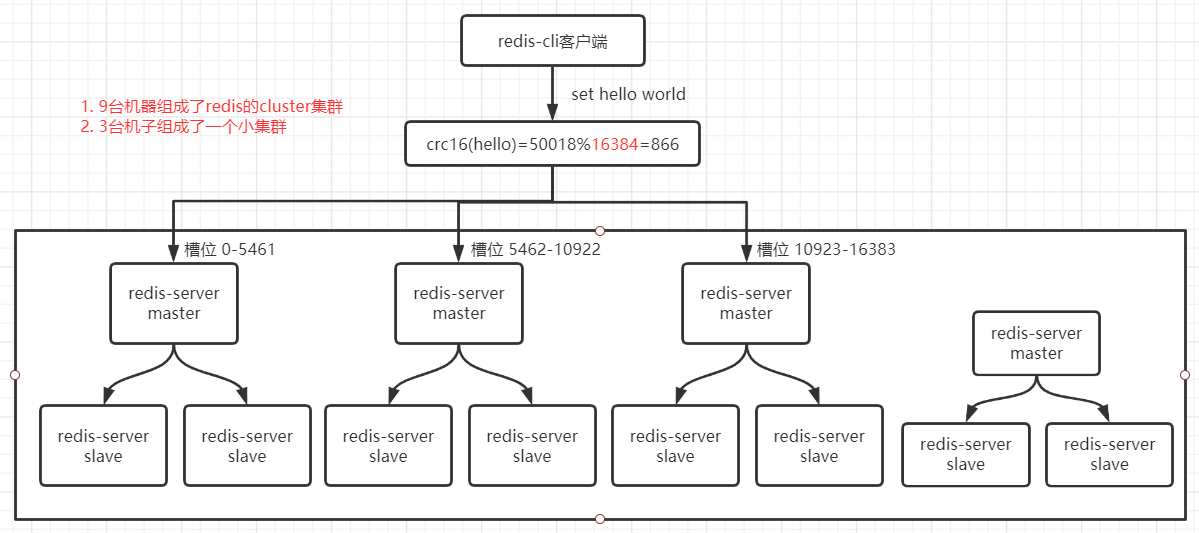 redis-cli客户端
set hello world
1. 9台机器组成了redis的cluster集群
2. 3台机子组成了一个小集群
crc16(hello)=50018%16384=866
槽位 0-5461
槽位 5462-10922
槽位 10923-16383
redis-server
master
redis-server
master
redis-server
master
redis-server
master
redis-server
slave
redis-server
slave
redis-server
slave
redis-server
slave
redis-server
slave
redis-server
slave
redis-server
slave
redis-server
slave